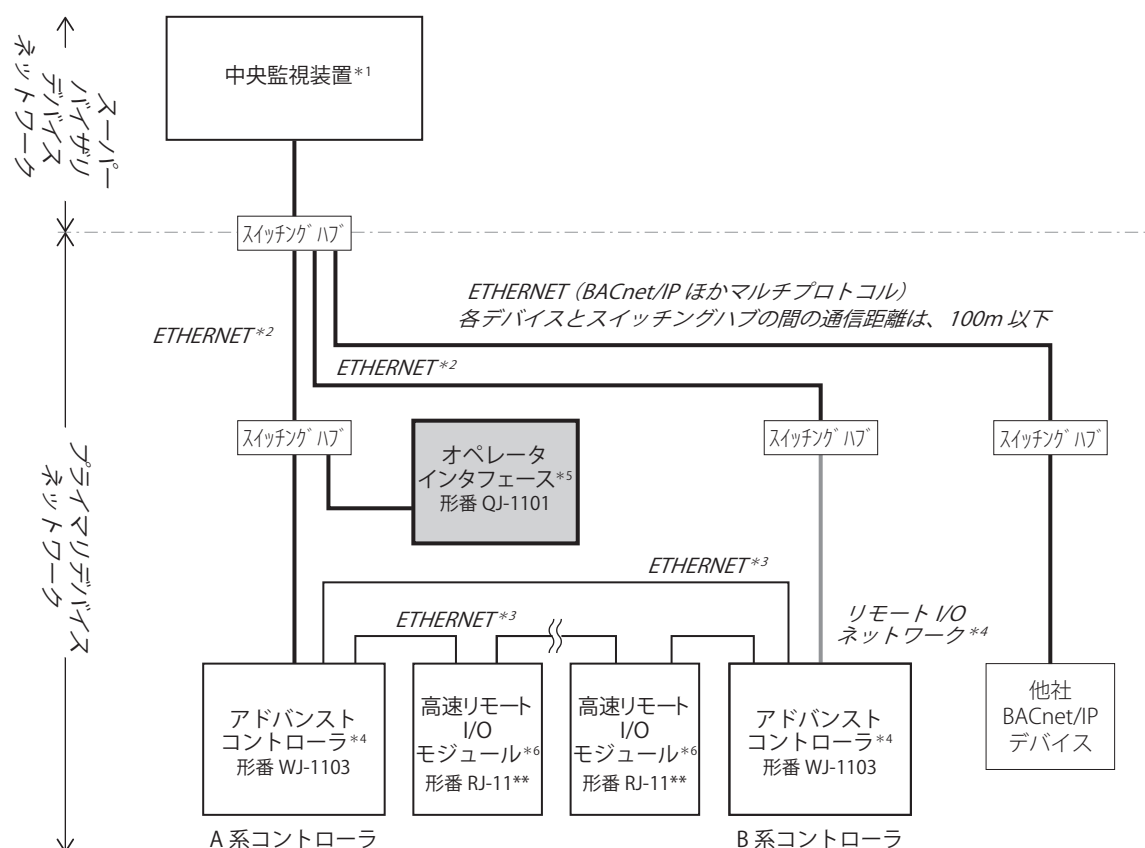 中央監視装置*1
スーパー
バイザリ
デバイス
ネットワーク
スイッチングハブ
ETHERNET（BACnet/IP ほかマルチプロトコル）
各デバイスとスイッチングハブの間の通信距離は、100m 以下
ETHERNET*2
ETHERNET*2
スイッチングハブ
オペレータ
インタフェース*5
形番 QJ-1101
スイッチングハブ
スイッチングハブ
プライマリデバイス
ネットワーク
ETHERNET*3
ETHERNET*3
リモート I/O
ネットワーク*4
アドバンスト
コントローラ*4
形番 WJ-1103
高速リモート
I/O
モジュール*6
形番 RJ-11**
高速リモート
I/O
モジュール*6
形番 RJ-11**
アドバンスト
コントローラ*4
形番 WJ-1103
他社
BACnet/IP
デバイス
A 系コントローラ
B 系コントローラ